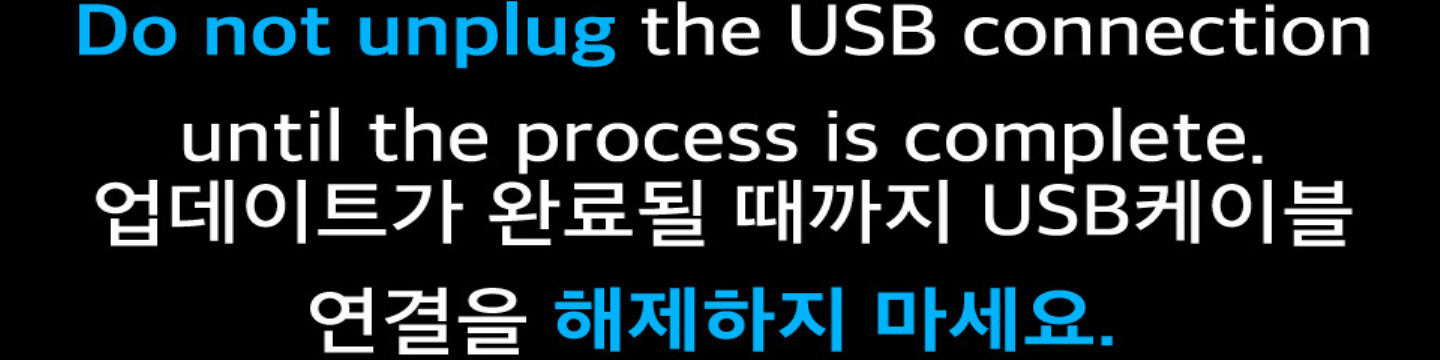 Do not unplug the USB connection
until the process is complete.
업데이트가 완료될 때까지 USB케이블
연결을 해제하지 마세요.